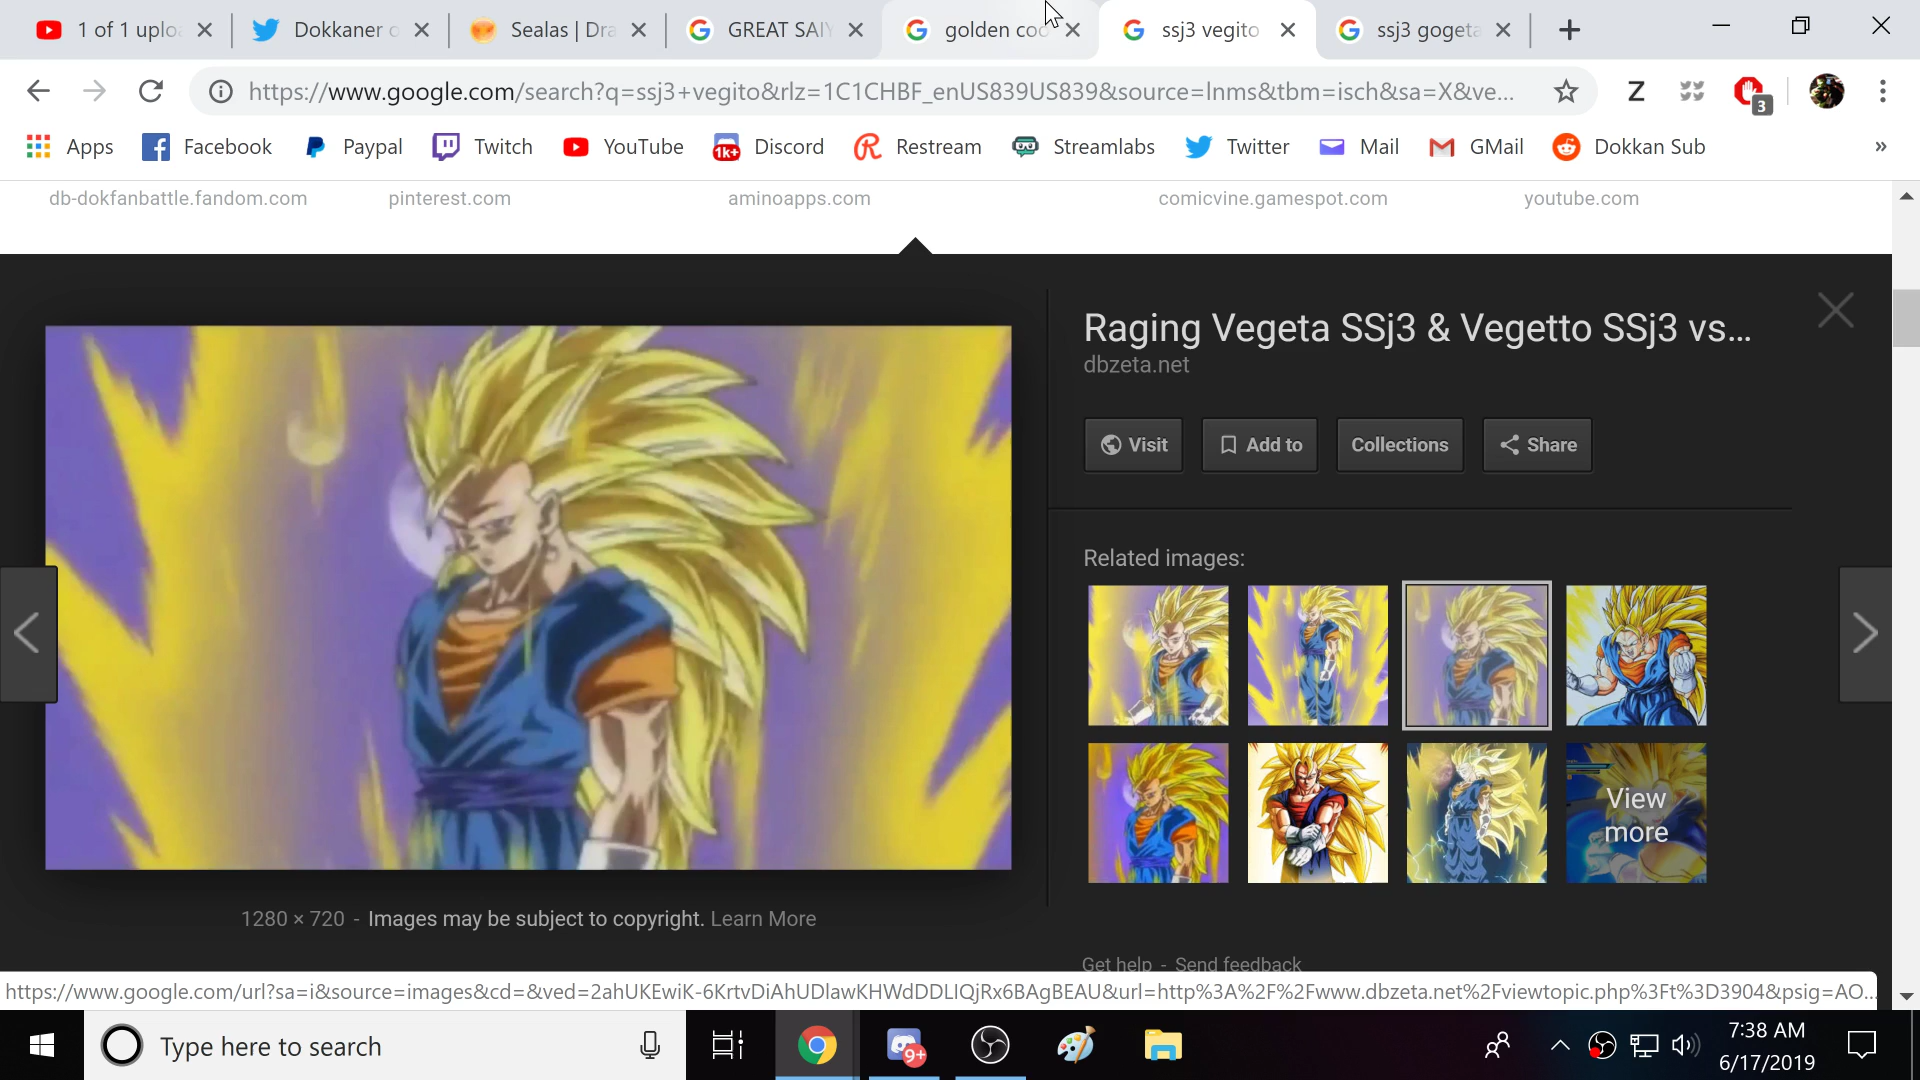 1 of 1 uplo
Dokkaner o
Sealas | Dra
GREAT SAIY
golden coo
ssj3 vegito
ssj3 gogeta
https://www.google.com/search?q=ssj3+vegito&rlz=1C1CHBF_enUS839US839&source=lnms&tbm=isch&sa=X&ve...
3
Apps
Facebook
Paypal
Twitch
YouTube
1K+
Discord
Restream
Streamlabs
Twitter
Mail
GMail
Dokkan Sub
»
db-dokfanbattle.fandom.com
pinterest.com
aminoapps.com
comicvine.gamespot.com
youtube.com
Raging Vegeta SSj3 & Vegetto SSj3 vs...
dbzeta.net
Visit
Add to
Collections
Share
Related images:
View
more
1280 × 720 - Images may be subject to copyright. Learn More
Get help - Send feedback
https://www.google.com/url?sa=i&source=images&cd=&ved=2ahUKEwiK-6KrtvDiAhUDlawKHWdDDLIQjRx6BAgBEAU&url=http%3A%2F%2Fwww.dbzeta.net%2Fviewtopic.php%3Ft%3D3904&psig=AO...
Type here to search
9+
7:38 AM
6/17/2019